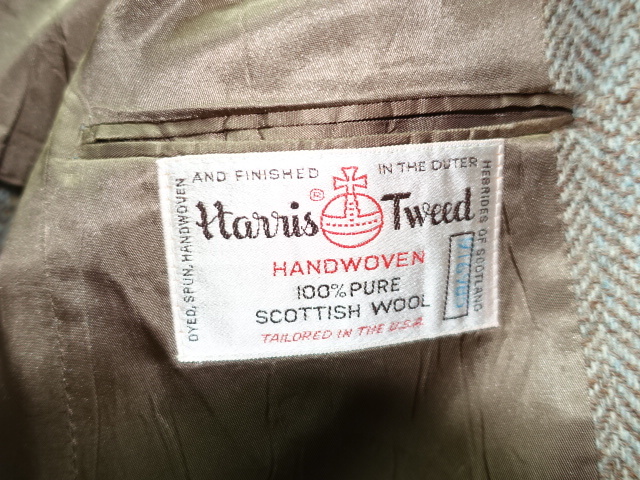 DYED, SPUN, HANDWOVEN
AND FINISHED
IN THE OUTER
HEBRIDES OF SCOTLAND
Harris® Tweed
HANDWOVEN
100% PURE
SCOTTISH WOOL
TAILORED IN THE U.S.A.